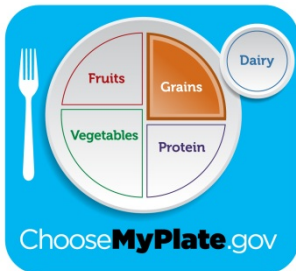 Fruits
Grains
Dairy
Vegetables
Protein
ChooseMyPlate.gov